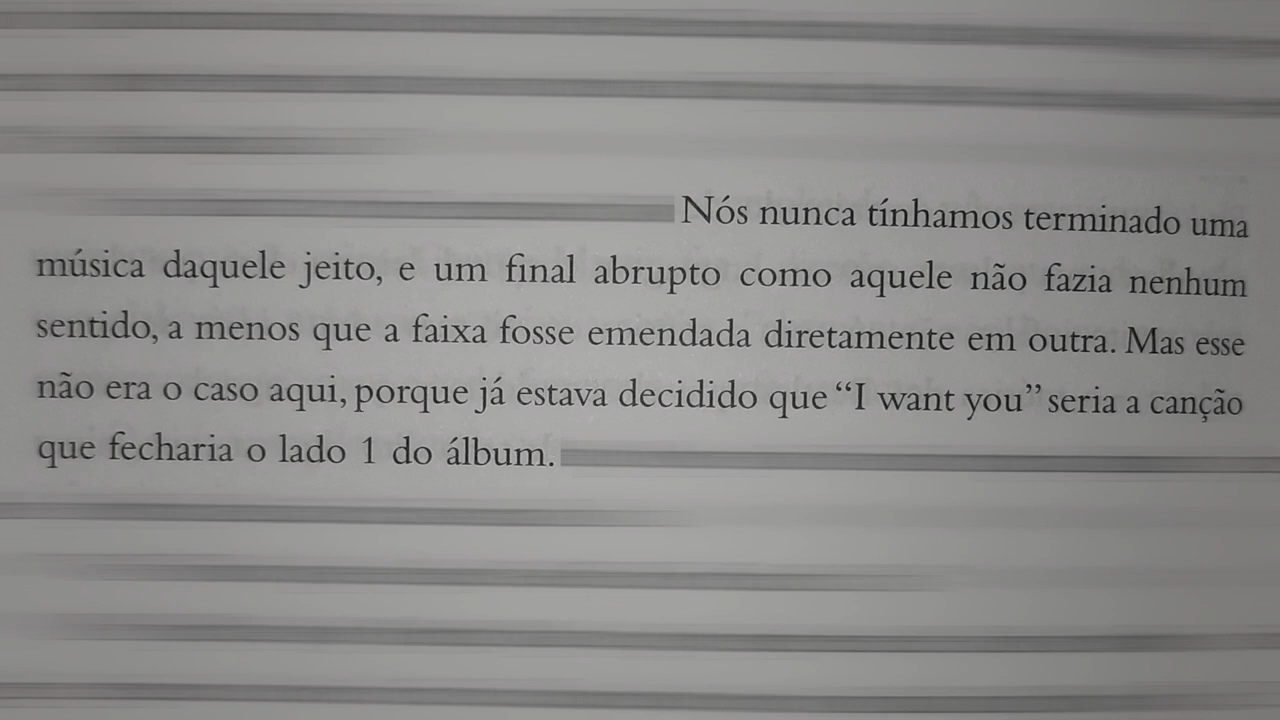 Nós nunca tínhamos terminado uma
música daquele jeito, e um final abrupto como aquele não fazia nenhum
sentido, a menos que a faixa fosse emendada diretamente em outra. Mas esse
não era o caso aqui, porque já estava decidido que “I want you” seria a canção
que fecharia o lado 1 do álbum.